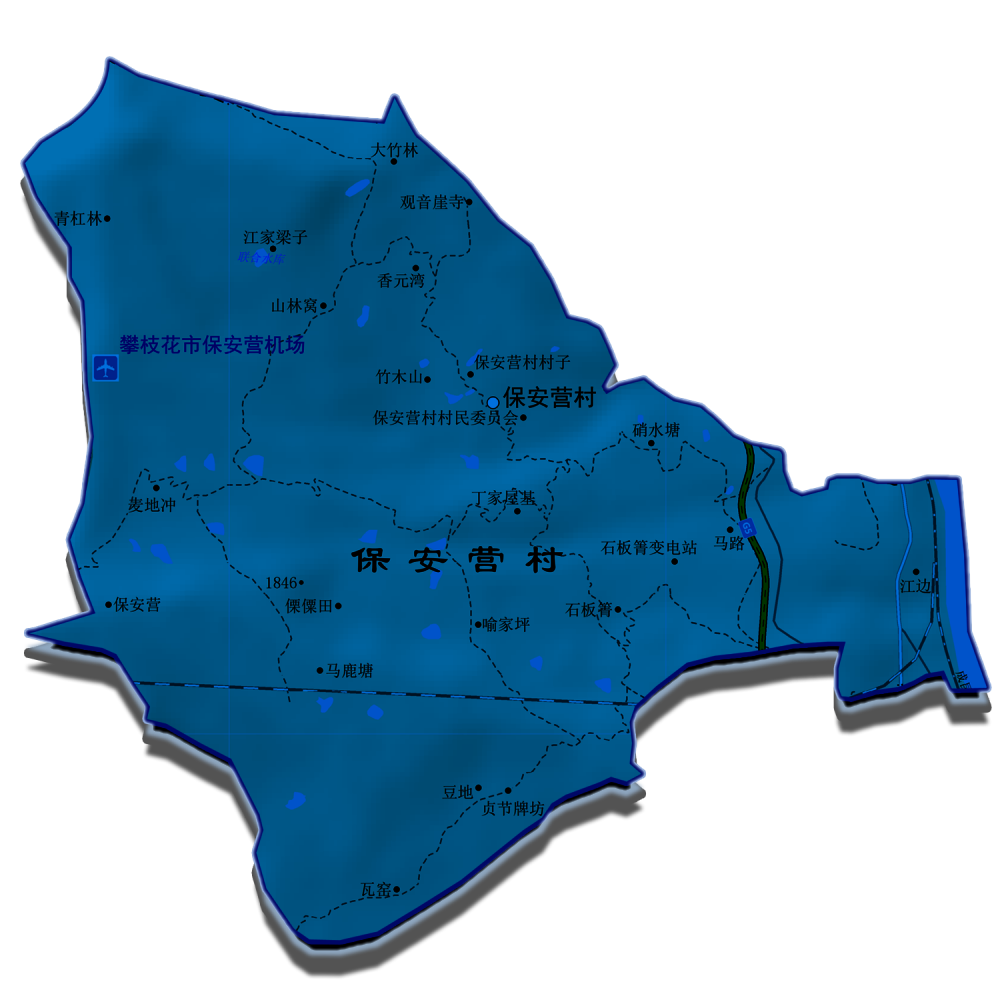 大竹林
观音崖寺
青杠林
江家梁子
联合水库
香元湾
山林窝
攀枝花市保安营机场
保安营村村子
竹木山
保安营村
保安营村村民委员会
硝水塘
麦地冲
丁家屋基
G5
马路
石板箐变电站
保安营村
1846
江边
傈僳田
保安营
石板箐
喻家坪
马鹿塘
豆地
贞节牌坊
瓦窑